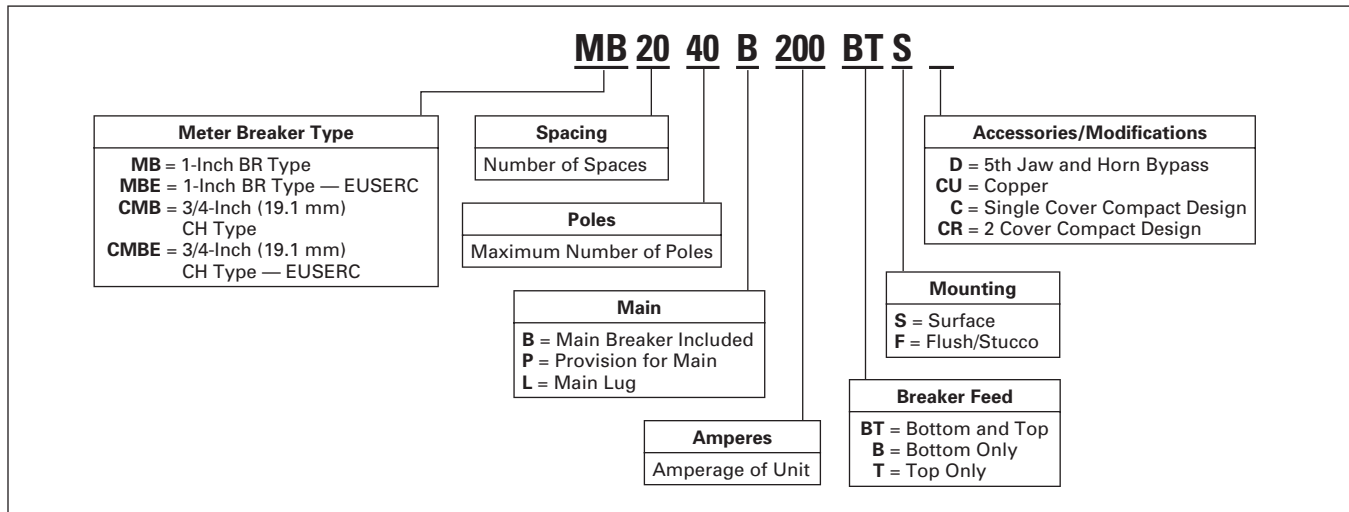 MB 20 40 B 200 BT S _
Meter Breaker Type
MB = 1-Inch BR Type
MBE = 1-Inch BR Type — EUSERC
CMB = 3/4-Inch (19.1 mm)
CH Type
CMBE = 3/4-Inch (19.1 mm)
CH Type — EUSERC
Spacing
Number of Spaces
Poles
Maximum Number of Poles
Main
B = Main Breaker Included
P = Provision for Main
L = Main Lug
Amperes
Amperage of Unit
Breaker Feed
BT = Bottom and Top
B = Bottom Only
T = Top Only
Mounting
S = Surface
F = Flush/Stucco
Accessories/Modifications
D = 5th Jaw and Horn Bypass
CU = Copper
C = Single Cover Compact Design
CR = 2 Cover Compact Design